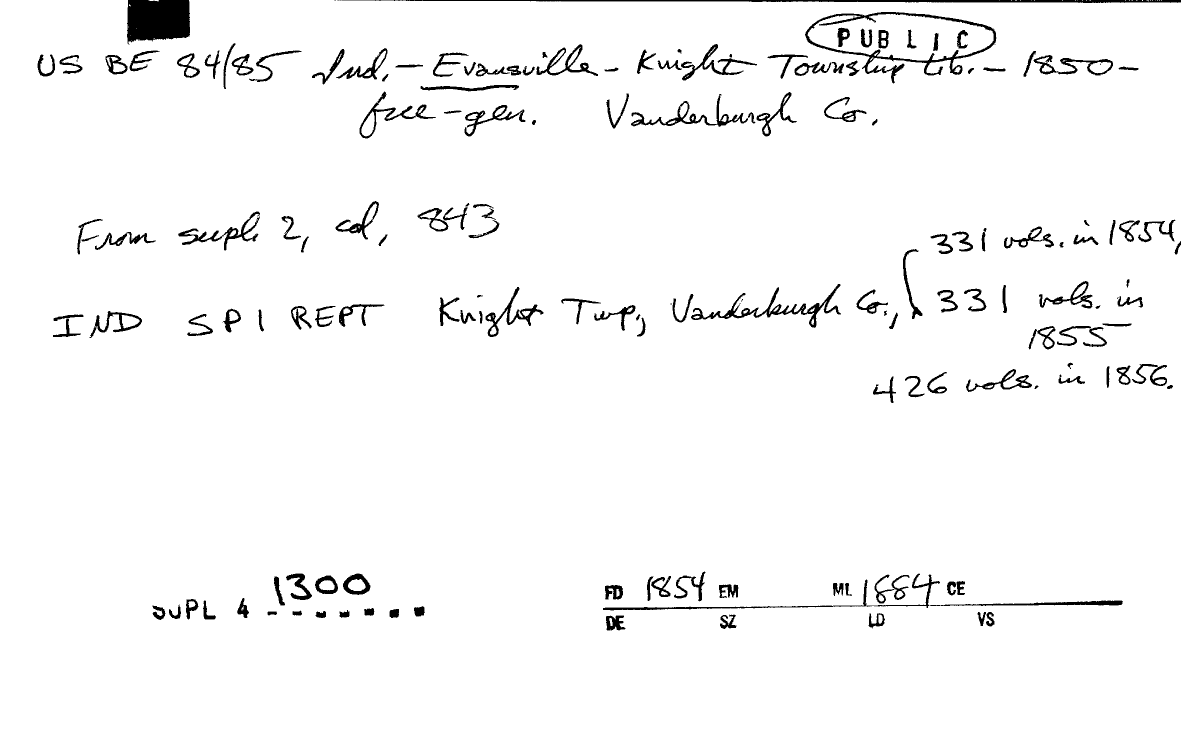 PUBLIC
US BE 84/85 Ind. - Evansville - Knight Township Lib. - 1850 -
free-gen. Vanderburgh Co.
From supl. 2, col, 843
331 vols. in 1854,
IND SPI REPT Knight Twp, Vanderburgh Co., 331 vols. in
1855
426 vols. in 1856.
SUPL 4 1300
FD 1854 EM ML 1884 CE
DE SZ LD VS